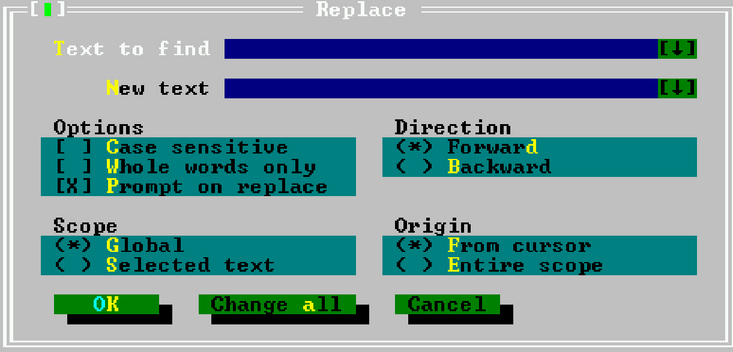 [■] Replace
Text to find [↓]
New text [↓]
Options
[ ] Case sensitive
[ ] Whole words only
[X] Prompt on replace
Direction
(*) Forward
( ) Backward
Scope
(*) Global
( ) Selected text
Origin
(*) From cursor
( ) Entire scope
OK Change all Cancel